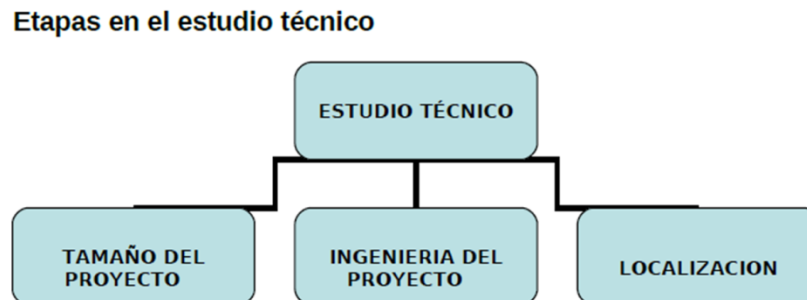 Etapas en el estudio técnico
ESTUDIO TÉCNICO
TAMAÑO DEL
PROYECTO
INGENIERIA DEL
PROYECTO
LOCALIZACION